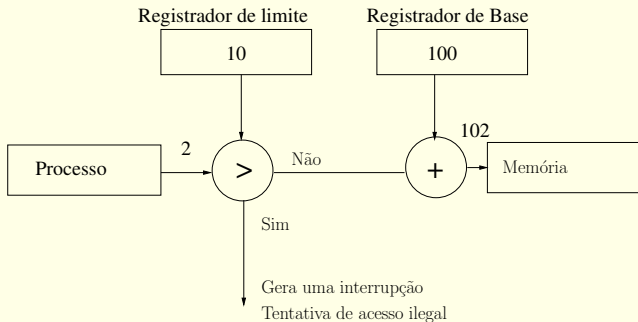 Registrador de limite
Registrador de Base
10
100
Processo
2
>
Não
+
102
Memória
Sim
Gera uma interrupção
Tentativa de acesso ilegal